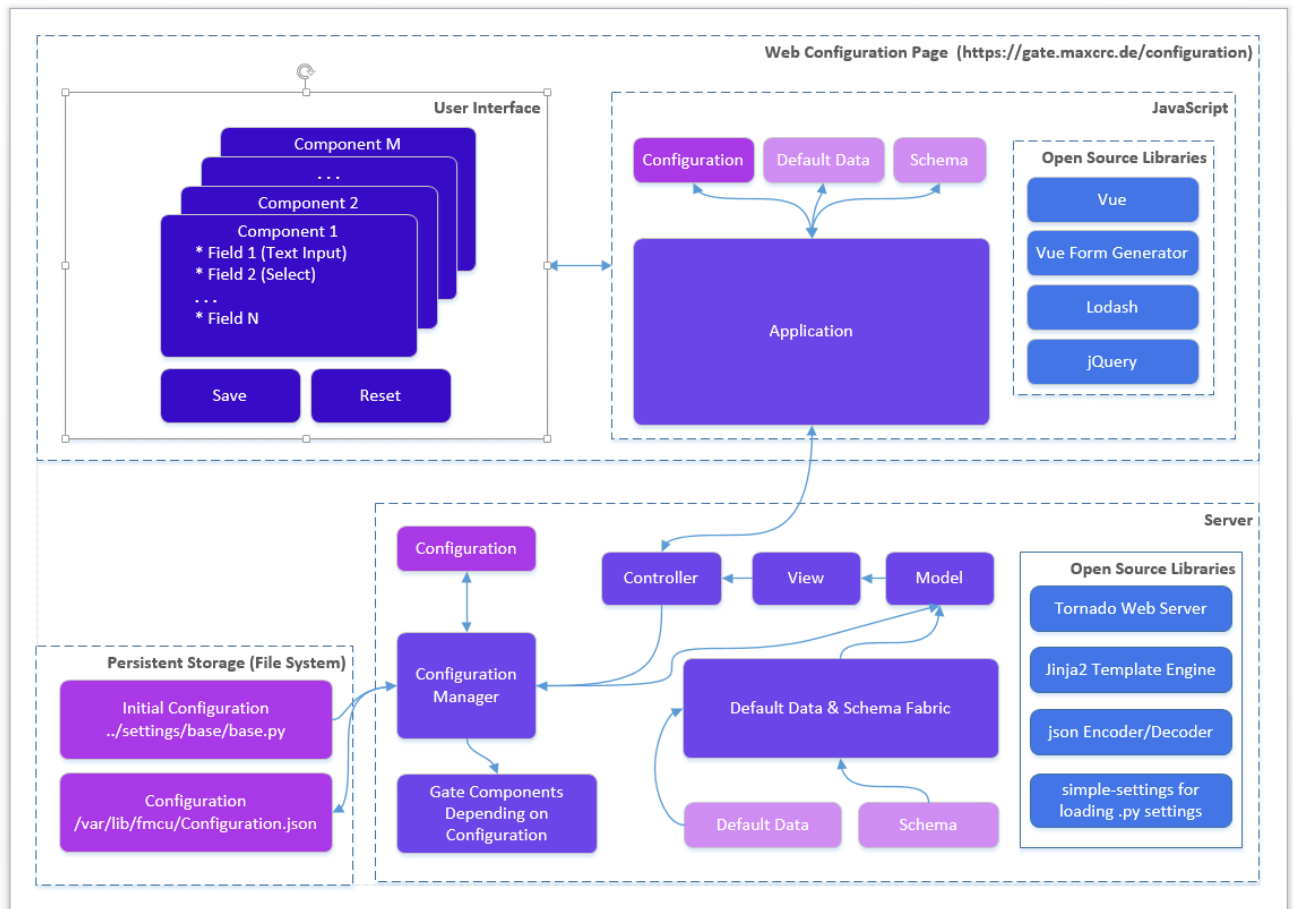 Web Configuration Page (https://gate.maxcrc.de/configuration)
User Interface
Component M
. . .
Component 2
Component 1
* Field 1 (Text Input)
* Field 2 (Select)
. . .
* Field N
Save
Reset
JavaScript
Configuration
Default Data
Schema
Application
Open Source Libraries
Vue
Vue Form Generator
Lodash
jQuery
Server
Configuration
Controller
View
Model
Configuration
Manager
Default Data & Schema Fabric
Gate Components
Depending on
Configuration
Default Data
Schema
Open Source Libraries
Tornado Web Server
Jinja2 Template Engine
json Encoder/Decoder
simple-settings for
loading .py settings
Persistent Storage (File System)
Initial Configuration
../settings/base/base.py
Configuration
/var/lib/fmcu/Configuration.json